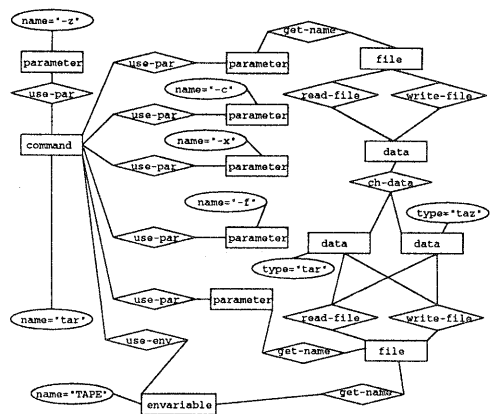 name="-z"
get-name
parameter
use-par
parameter
file
use-par
name="-c"
read-file
write-file
use-par
parameter
name="-x"
command
data
use-par
parameter
ch-data
name="-f"
type="taz"
use-par
parameter
data
data
type="tar"
use-par
parameter
name="tar"
read-file
write-file
use-env
get-name
file
name="TAPE"
envariable
get-name